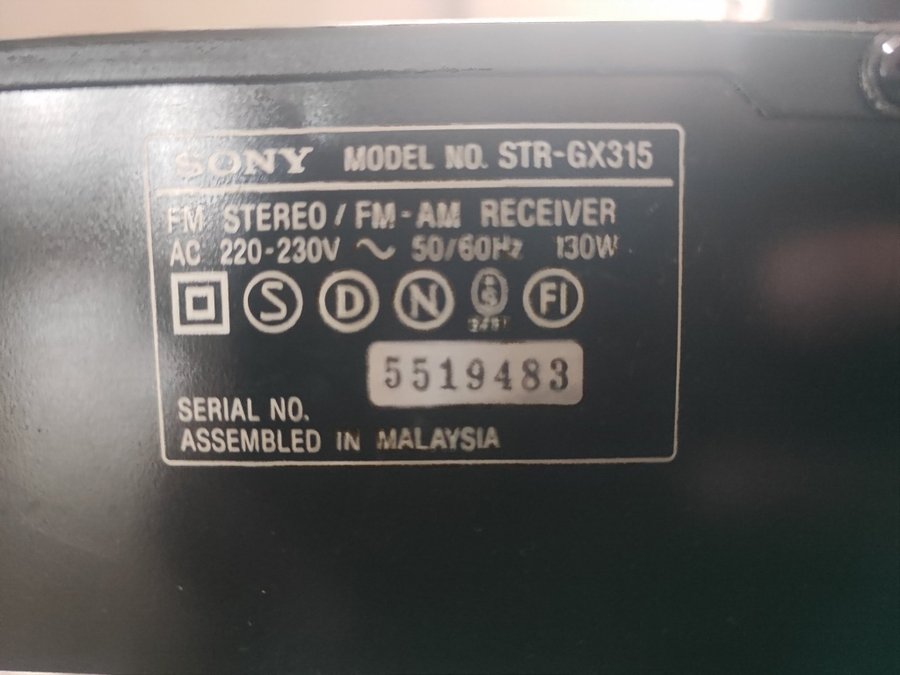 SONY MODEL NO. STR-GX315
FM STEREO / FM-AM RECEIVER
AC 220-230V ~ 50/60Hz 130W
S D N S FI
5519483
SERIAL NO.
ASSEMBLED IN MALAYSIA